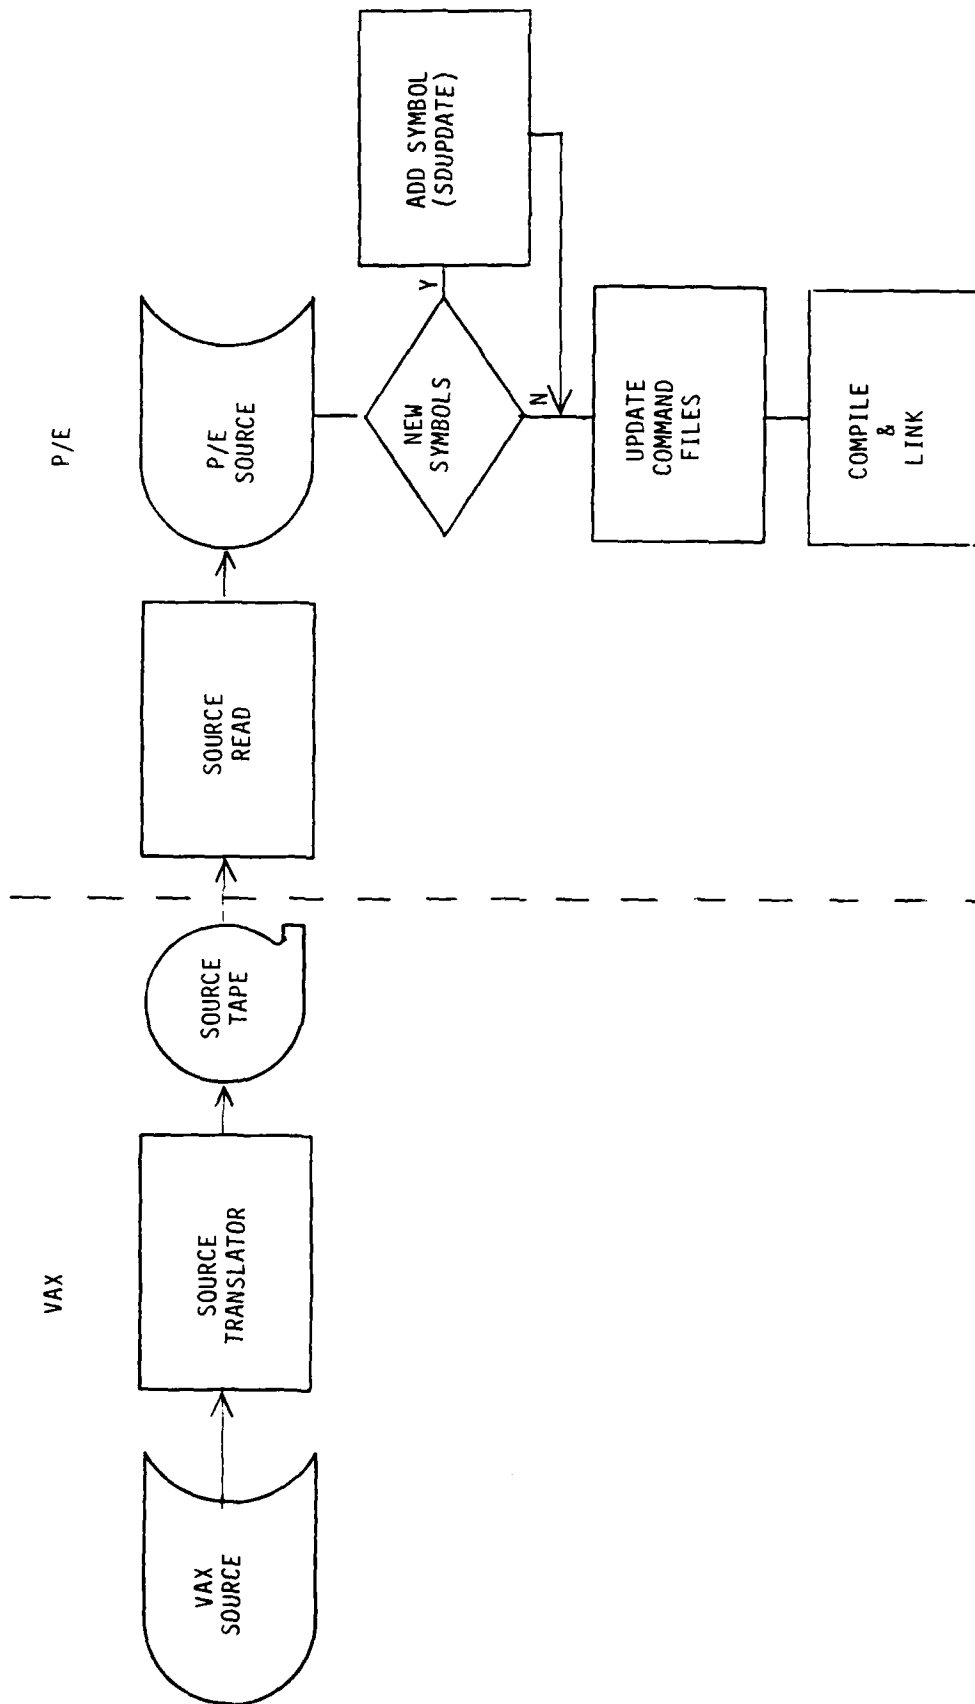 VAX
P/E
VAX
SOURCE
SOURCE
TRANSLATOR
SOURCE
TAPE
SOURCE
READ
P/E
SOURCE
NEW
SYMBOLS
Y
N
ADD SYMBOL
(SDUPDATE)
UPDATE
COMMAND
FILES
COMPILE
&
LINK